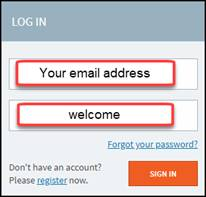 LOG IN
Your email address
welcome
Forgot your password?
Don't have an account?
Please register now.
SIGN IN